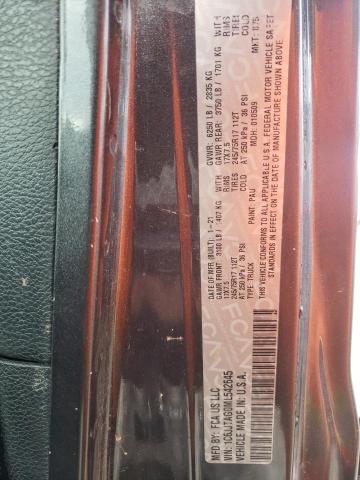 MFD BY: FCA US LLC
DATE OF MFR (BUILT): 1-21
GVWR: 6250 LB / 2835 KG
GAWR FRONT: 3100 LB / 1407 KG WITH
GAWR REAR: 3750 LB / 1701 KG WITH
17X7.5 RIMS
17X7.5 RIMS
245/75R17 112T TIRES
245/75R17 112T TIRES
AT 250 kPa / 36 PSI COLD
AT 250 kPa / 36 PSI COLD
VIN: 1C6JJTAG0ML542645
TYPE: TRUCK
PAINT: PAU
MDH: 010509
MKT:
VEHICLE MADE IN: U.S.A.
THIS VEHICLE CONFORMS TO ALL APPLICABLE U.S.A. FEDERAL MOTOR VEHICLE SAFET
STANDARDS IN EFFECT ON THE DATE OF MANUFACTURE SHOWN ABOVE.